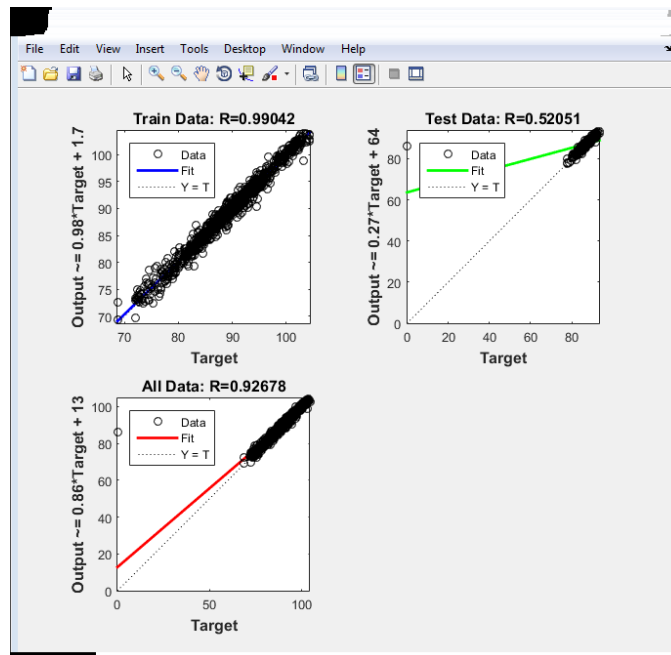 File Edit View Insert Tools Desktop Window Help
Train Data: R=0.99042
Output ~= 0.98*Target + 1.7
100
95
90
85
80
75
70
Data
Fit
Y = T
70 80 90 100
Target
Test Data: R=0.52051
Output ~= 0.27*Target + 64
80
60
40
20
0
Data
Fit
Y = T
0 20 40 60 80
Target
All Data: R=0.92678
Output ~= 0.86*Target + 13
100
80
60
40
20
0
Data
Fit
Y = T
0 50 100
Target